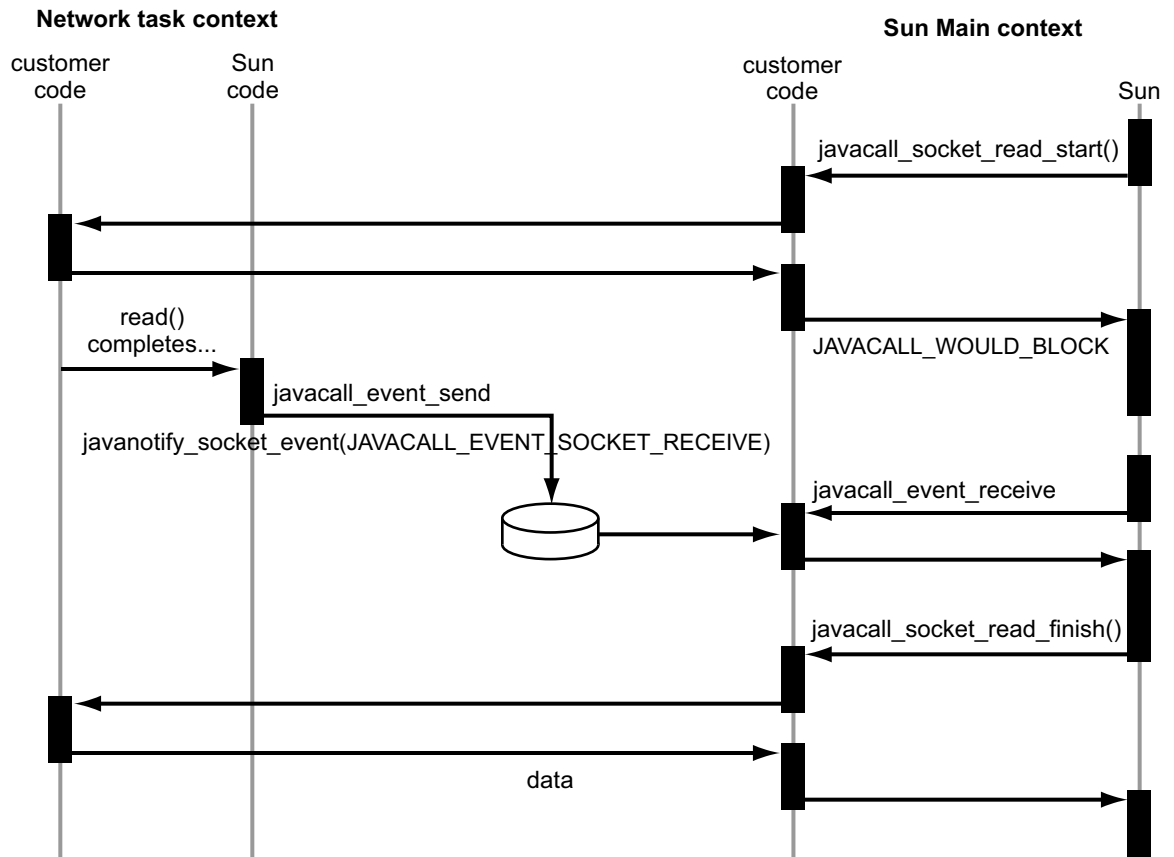 Network task context
Sun Main context
customer
code
Sun
code
customer
code
Sun
javacall_socket_read_start()
read()
completes...
JAVACALL_WOULD_BLOCK
javacall_event_send
javanotify_socket_event(JAVACALL_EVENT_SOCKET_RECEIVE)
javacall_event_receive
javacall_socket_read_finish()
data